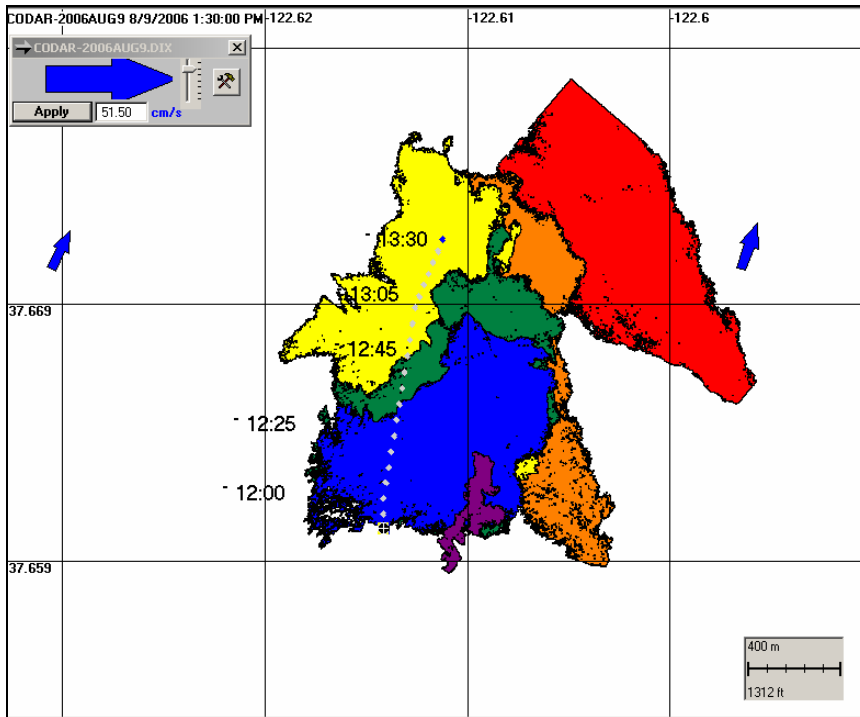 CODAR-2006AUG9 8/9/2006 1:30:00 PM
-122.62
-122.61
-122.6
CODAR-2006AUG9.DIX
Apply
51.50
cm/s
- 13:30
37.669
- 13:05
- 12:45
- 12:25
- 12:00
37.659
400 m
1312 ft